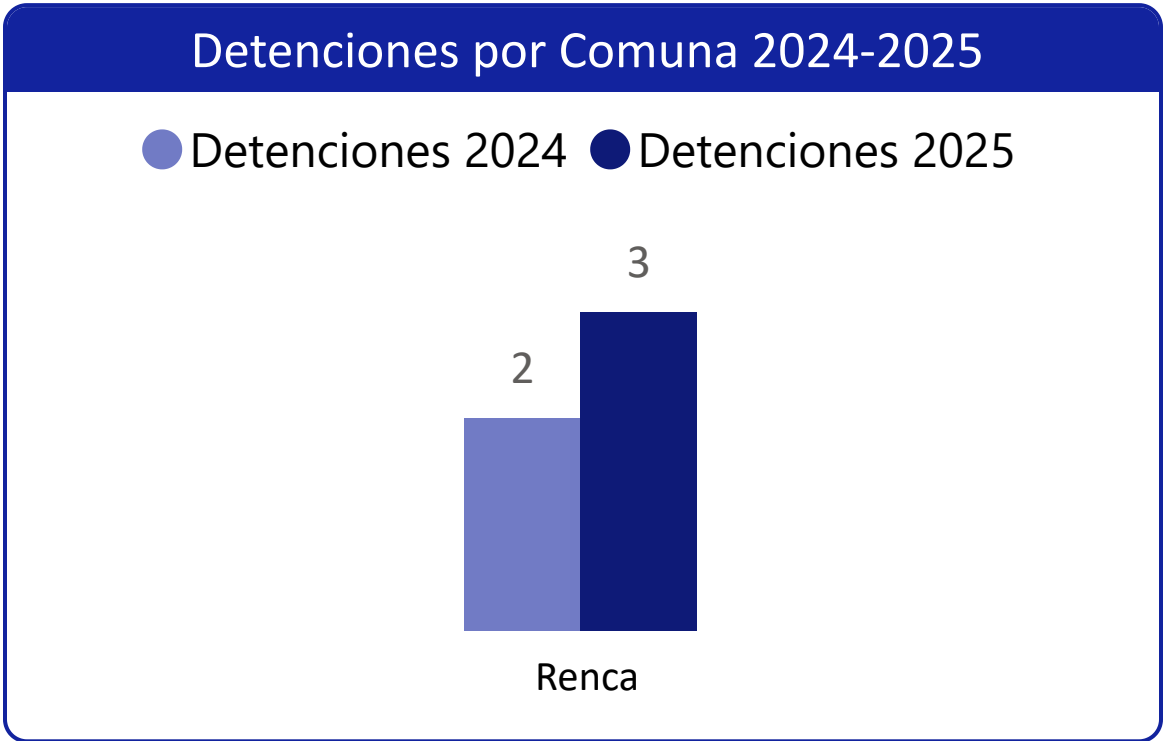 Detenciones por Comuna 2024-2025
Detenciones 2024 Detenciones 2025
3
2
Renca